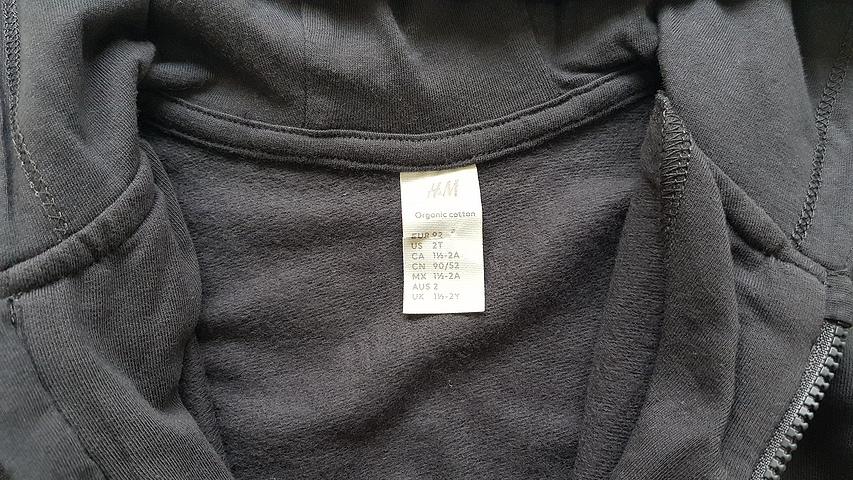 H&M
Organic cotton
EUR 92
US 2T
CA 1½-2A
CN 90/52
MX 1½-2A
AUS 2
UK 1½-2Y